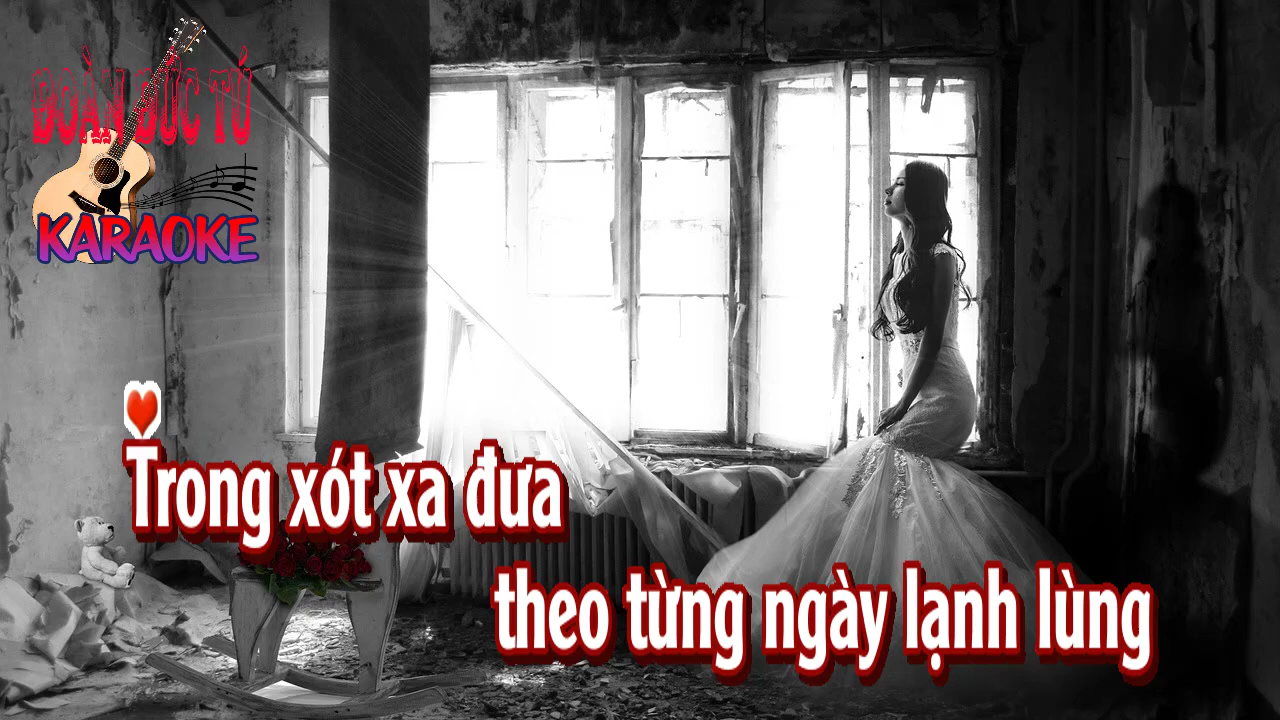 ĐOÀN ĐỨC TÚ
KARAOKE
Trong xót xa đưa
theo từng ngày lạnh lùng